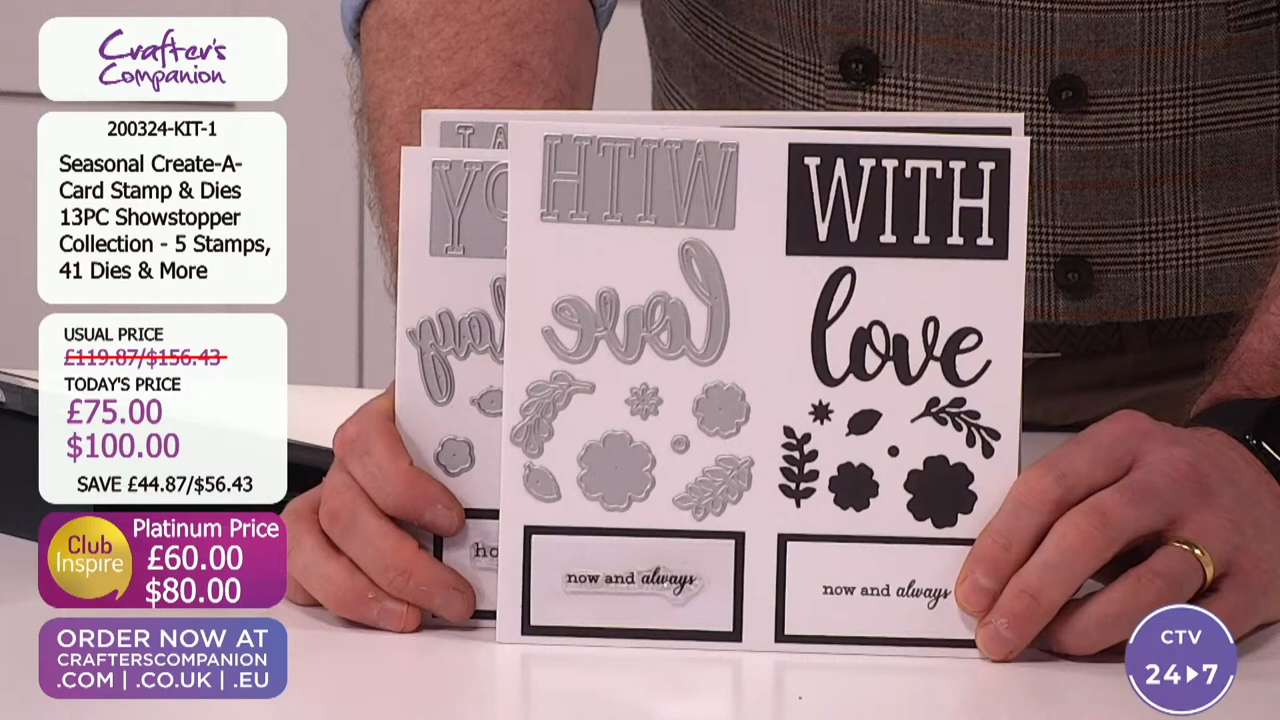 Crafter's
Companion
200324-KIT-1
Seasonal Create-A-
Card Stamp & Dies
13PC Showstopper
Collection - 5 Stamps,
41 Dies & More
USUAL PRICE
£119.87/$156.43
TODAY'S PRICE
£75.00
$100.00
SAVE £44.87/$56.43
Club
Inspire
Platinum Price
£60.00
$80.00
ORDER NOW AT
CRAFTERSCOMPANION
.COM | .CO.UK | .EU
WITH
love
now and always
WITH
love
now and always
CTV
24▶7